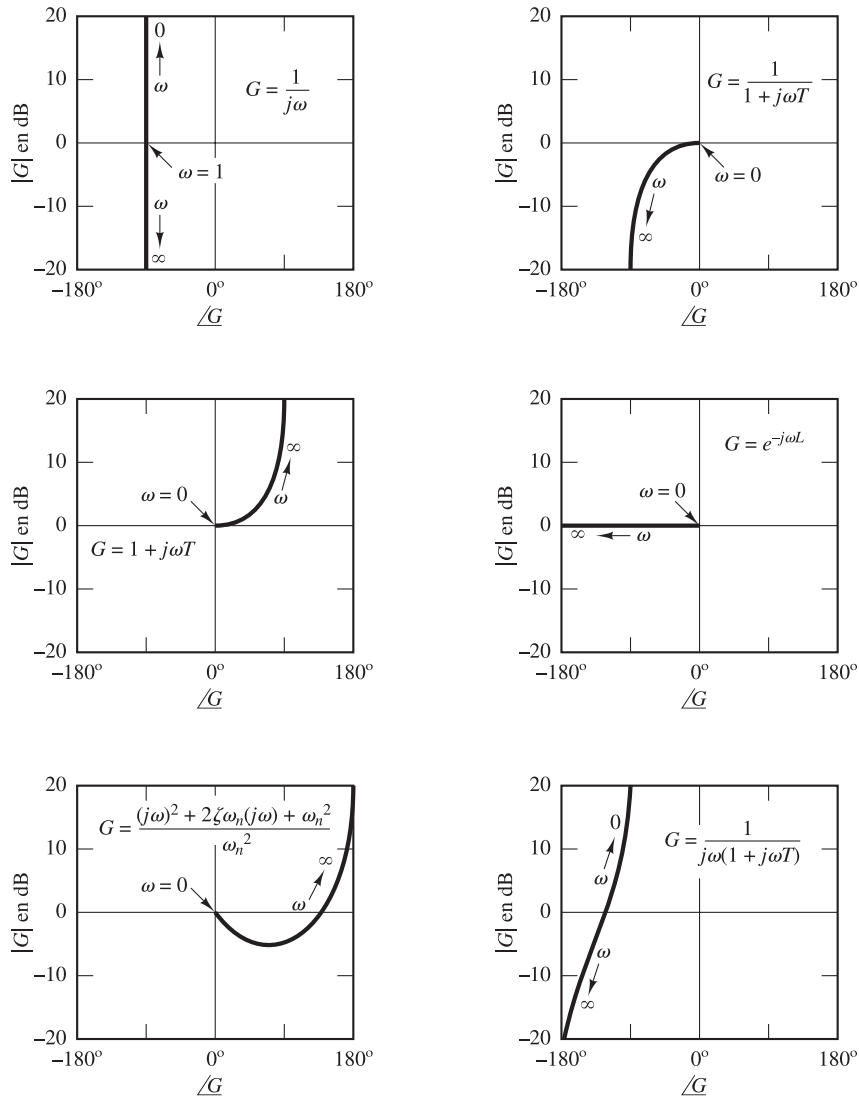 20
10
0
−10
−20
|G| en dB
0
ω
G = 1/(jω)
ω = 1
ω
∞
−180° 0° 180°
/G
20
10
0
−10
−20
|G| en dB
G = 1/(1 + jωT)
ω = 0
ω
∞
−180° 0° 180°
/G
20
10
0
−10
−20
|G| en dB
∞
ω
ω = 0
G = 1 + jωT
−180° 0° 180°
/G
20
10
0
−10
−20
|G| en dB
G = e^{−jωL}
ω = 0
∞ ω
−180° 0° 180°
/G
20
10
0
−10
−20
|G| en dB
G = ((jω)² + 2ζωₙ(jω) + ωₙ²)/ωₙ²
∞
ω
ω = 0
−180° 0° 180°
/G
20
10
0
−10
−20
|G| en dB
0
ω
G = 1/(jω(1 + jωT))
ω
∞
−180° 0° 180°
/G